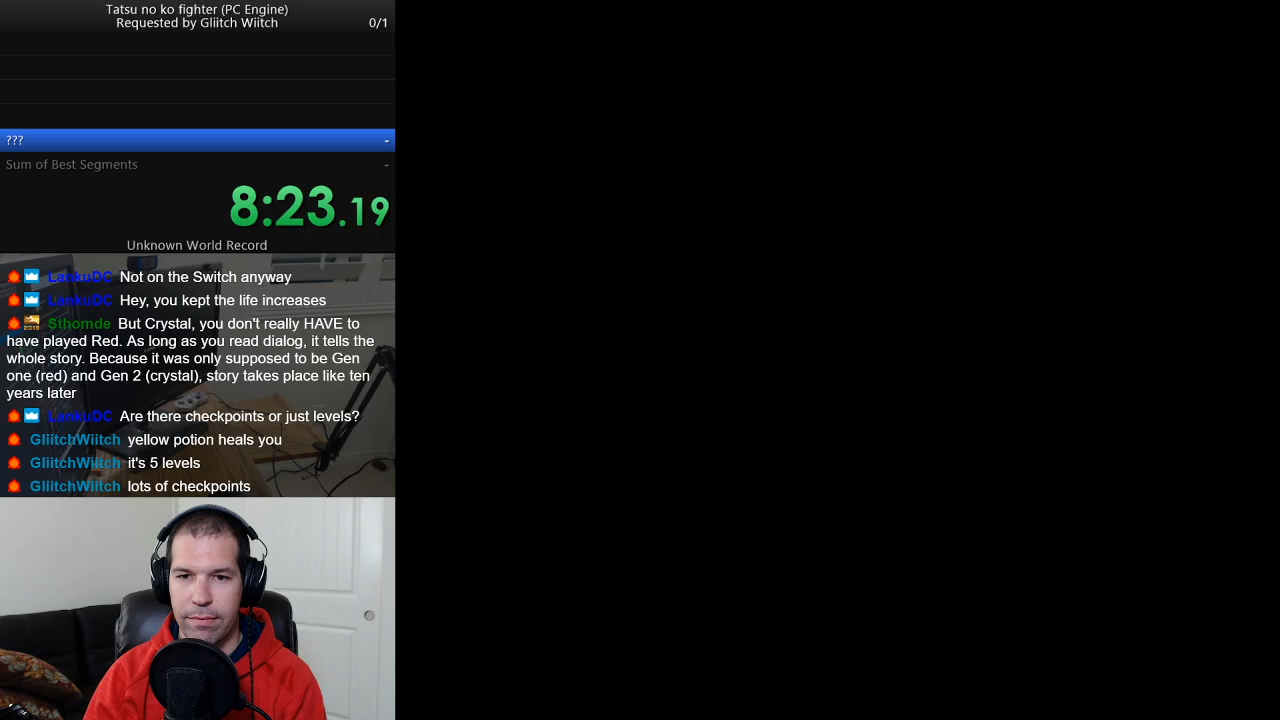 Tatsu no ko fighter (PC Engine)
Requested by Gliitch Wiitch 0/1
??? -
Sum of Best Segments -
8:23.19
Unknown World Record
LankuDC Not on the Switch anyway
LankuDC Hey, you kept the life increases
Sthomde But Crystal, you don't really HAVE to
have played Red. As long as you read dialog, it tells the
whole story. Because it was only supposed to be Gen
one (red) and Gen 2 (crystal), story takes place like ten
years later
LankuDC Are there checkpoints or just levels?
GliitchWiitch yellow potion heals you
GliitchWiitch it's 5 levels
GliitchWiitch lots of checkpoints